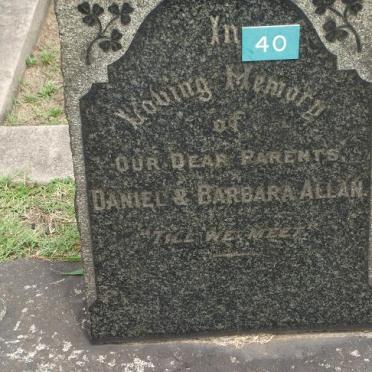 In
40
Loving Memory
of
OUR DEAR PARENTS.
DANIEL & BARBARA ALLAN
"TILL WE MEET"